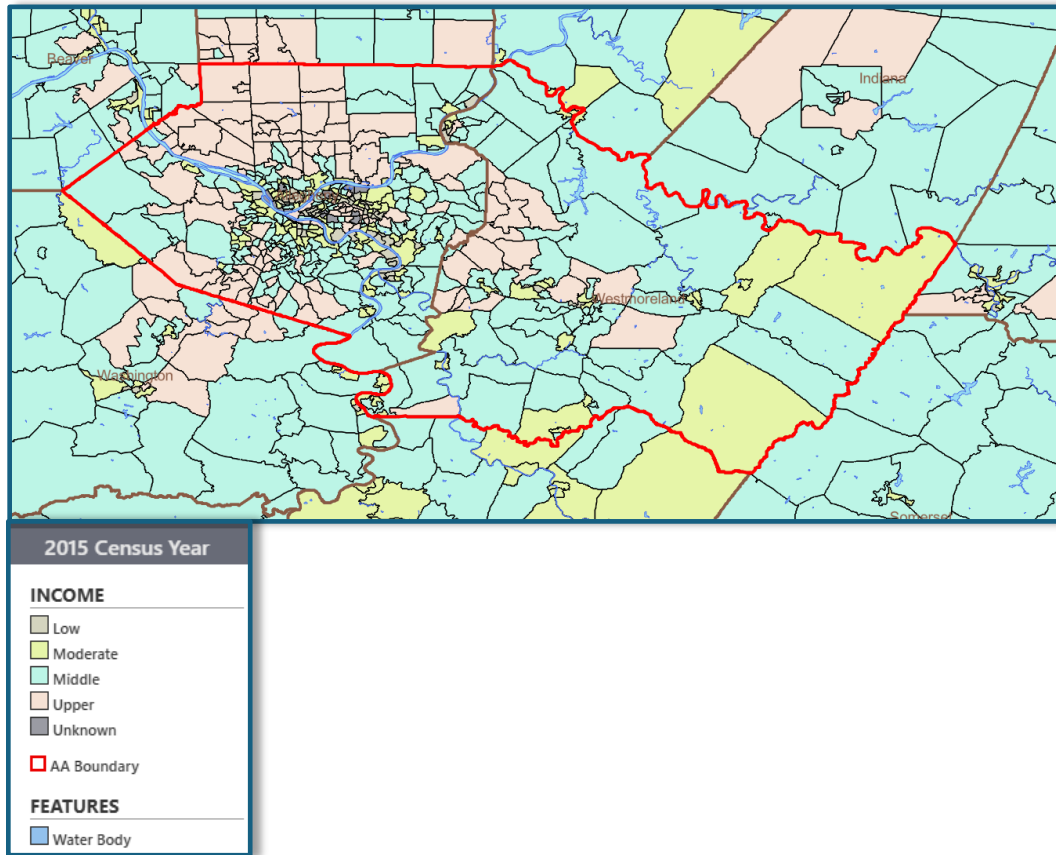 Beaver
Indiana
Westmoreland
Washington
Somerset
2015 Census Year
INCOME
Low
Moderate
Middle
Upper
Unknown
AA Boundary
FEATURES
Water Body